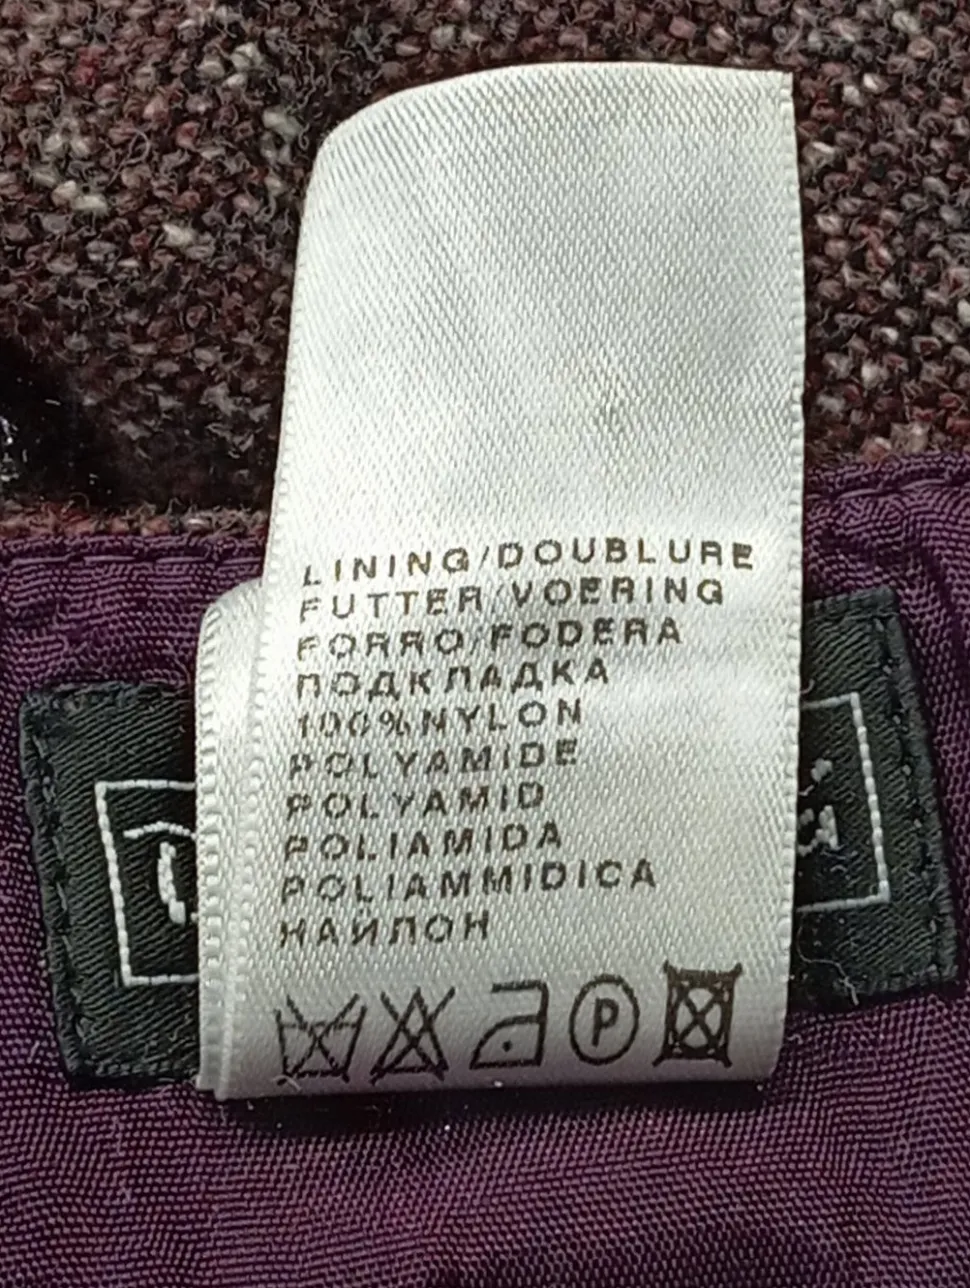 LINING/DOUBLURE
FUTTER/VOERING
FORRO/FODERA
ПОДКЛАДКА
100%NYLON
POLYAMIDE
POLYAMID
POLIAMIDA
POLIAMMIDICA
НАЙЛОН
P